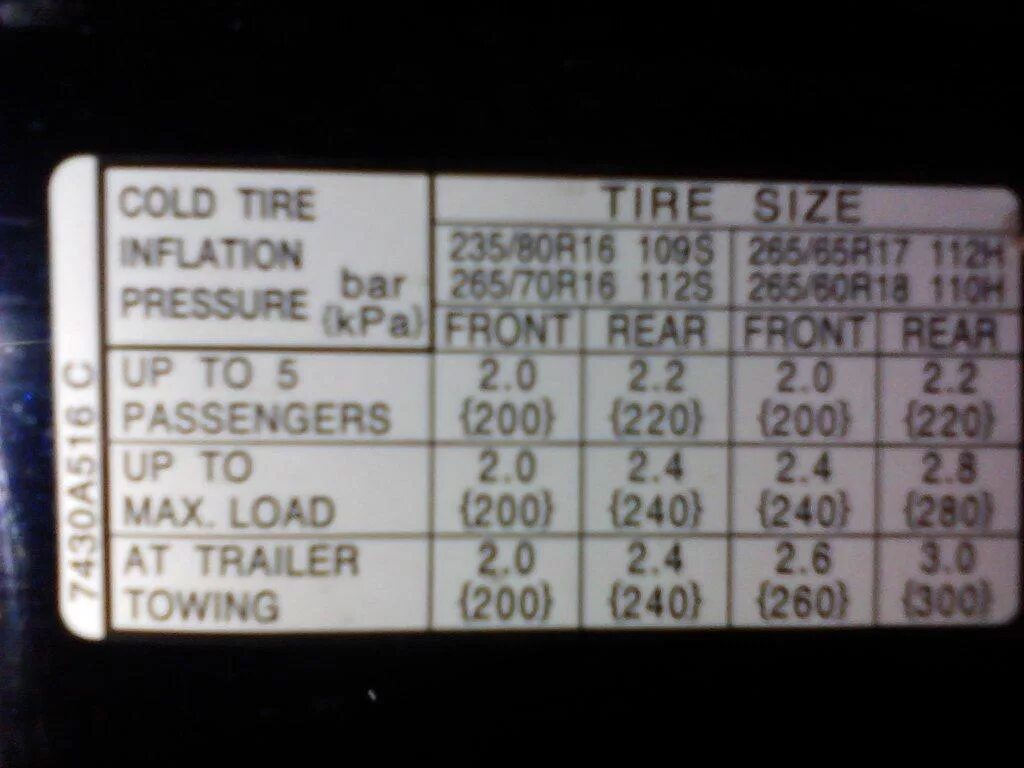 COLD TIRE
INFLATION
PRESSURE
bar
{kPa}
TIRE SIZE
235/80R16 109S
265/70R16 112S
265/65R17 112H
265/60R18 110H
FRONT REAR FRONT REAR
UP TO 5
PASSENGERS
2.0 2.2 2.0 2.2
{200} {220} {200} {220}
UP TO
MAX. LOAD
2.0 2.4 2.4 2.8
{200} {240} {240} {280}
AT TRAILER
TOWING
2.0 2.4 2.6 3.0
{200} {240} {260} {300}
7430A516 C